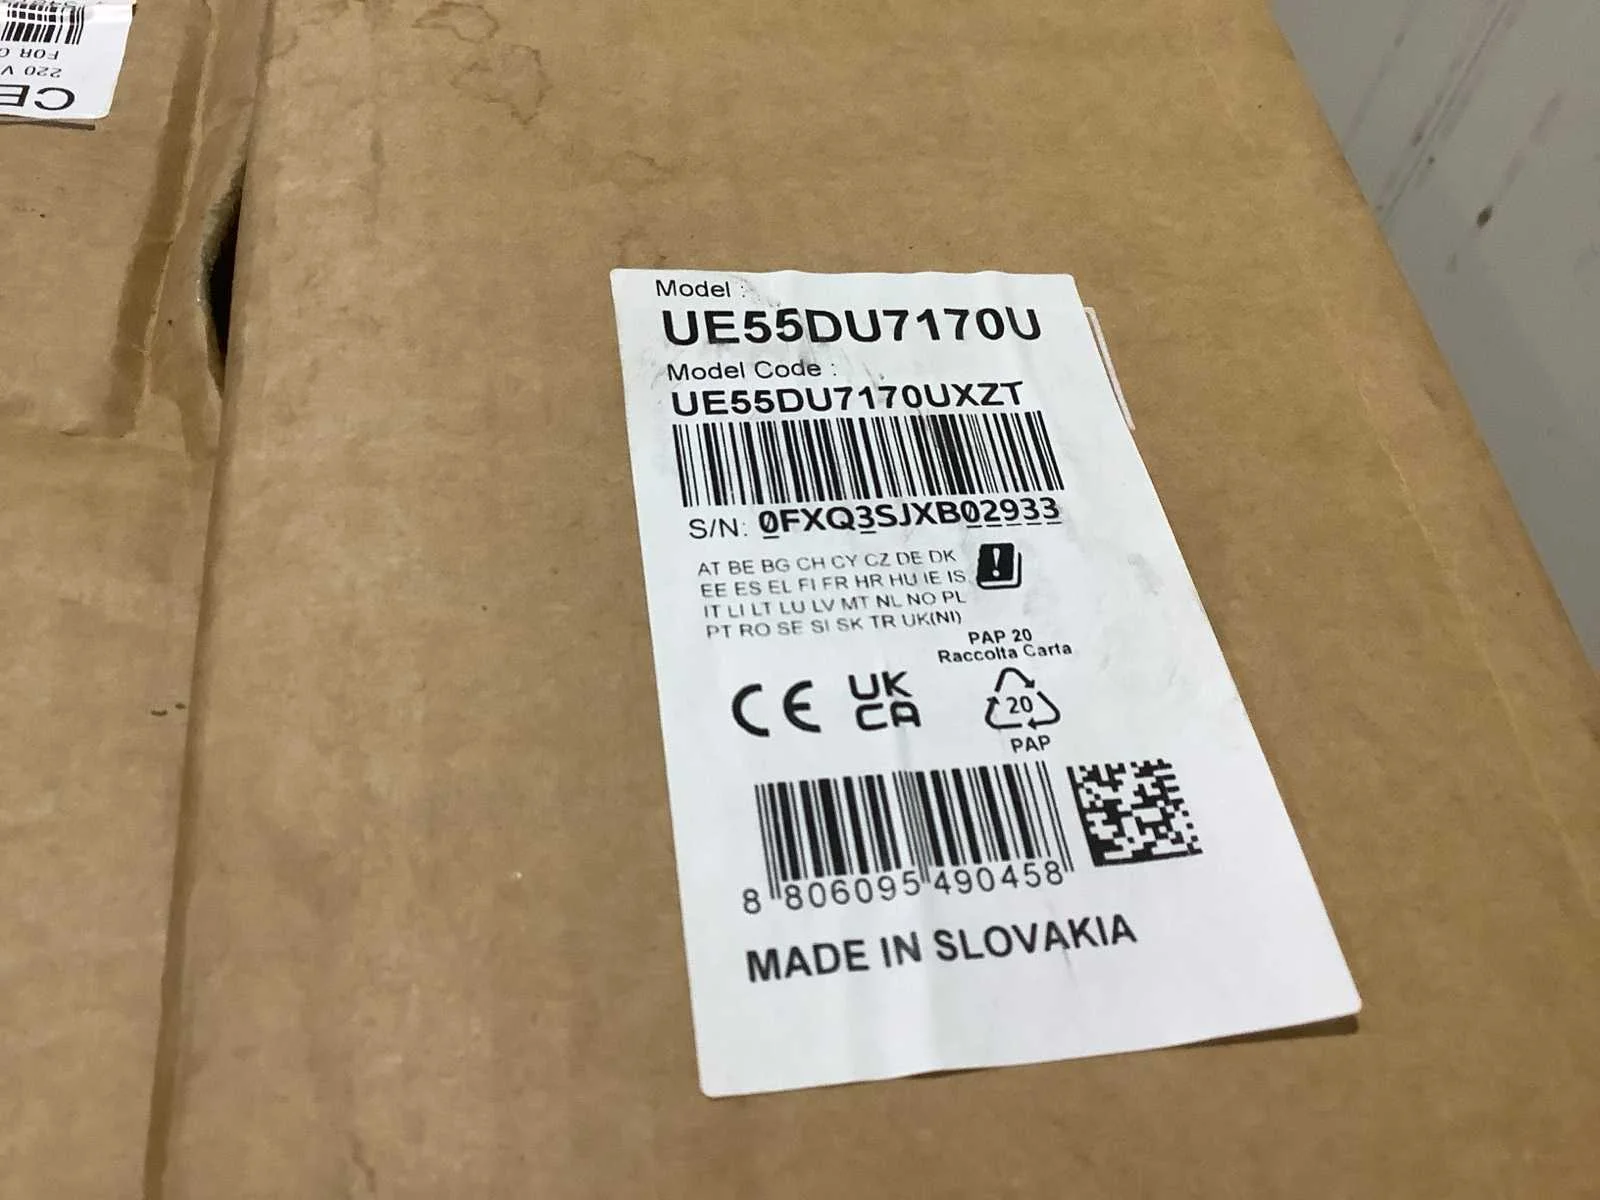 FOR
220 V
CE
Model :
UE55DU7170U
Model Code :
UE55DU7170UXZT
S/N: 0FXQ3SJXB02933
AT BE BG CH CY CZ DE DK
EE ES EL FI FR HR HU IE IS
IT LI LT LU LV MT NL NO PL
PT RO SE SI SK TR UK(NI)
PAP 20
Raccolta Carta
CE UK
CA
20
PAP
8 806095 490458
MADE IN SLOVAKIA